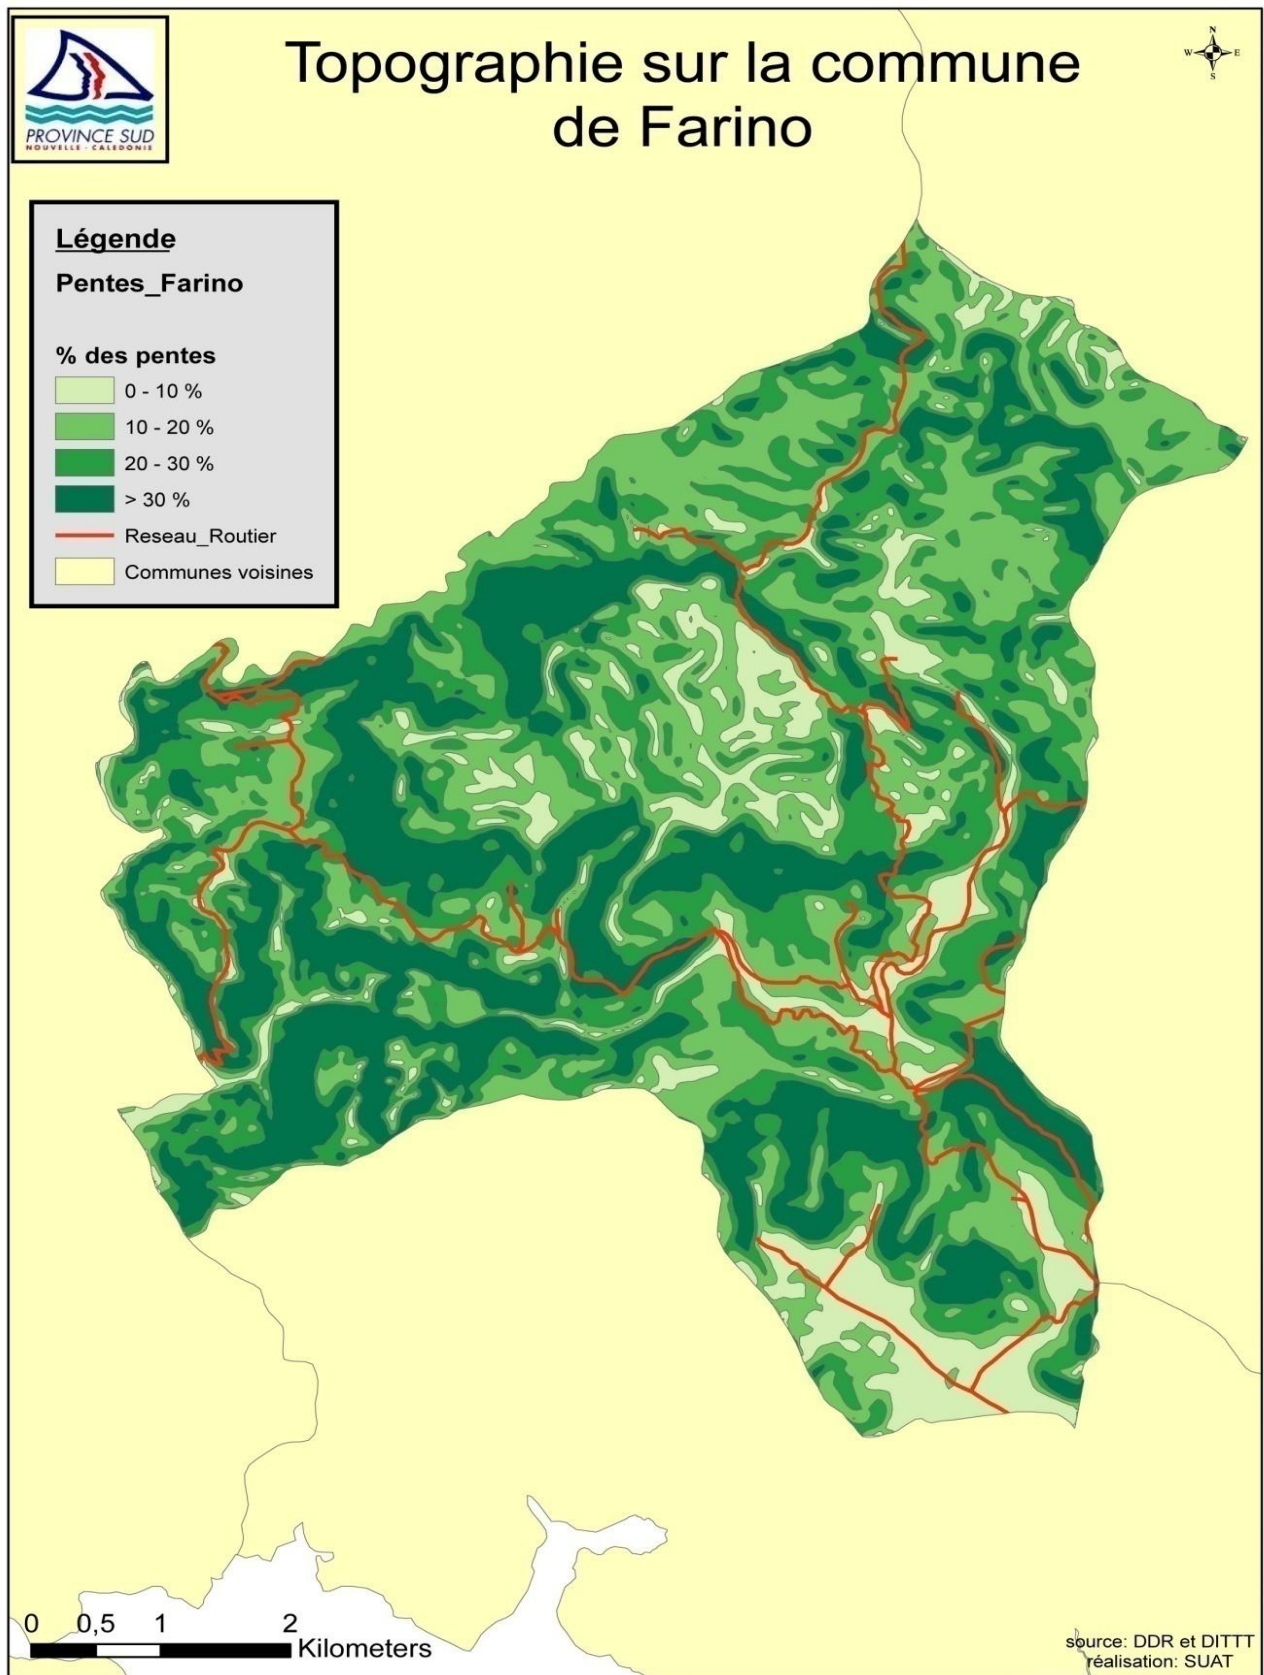 Topographie sur la commune
de Farino
PROVINCE SUD
NOUVELLE - CALEDONIE
N
W E
S
Légende
Pentes_Farino
% des pentes
0 - 10 %
10 - 20 %
20 - 30 %
> 30 %
Reseau_Routier
Communes voisines
0 0,5 1 2
Kilometers
source: DDR et DITTT
réalisation: SUAT